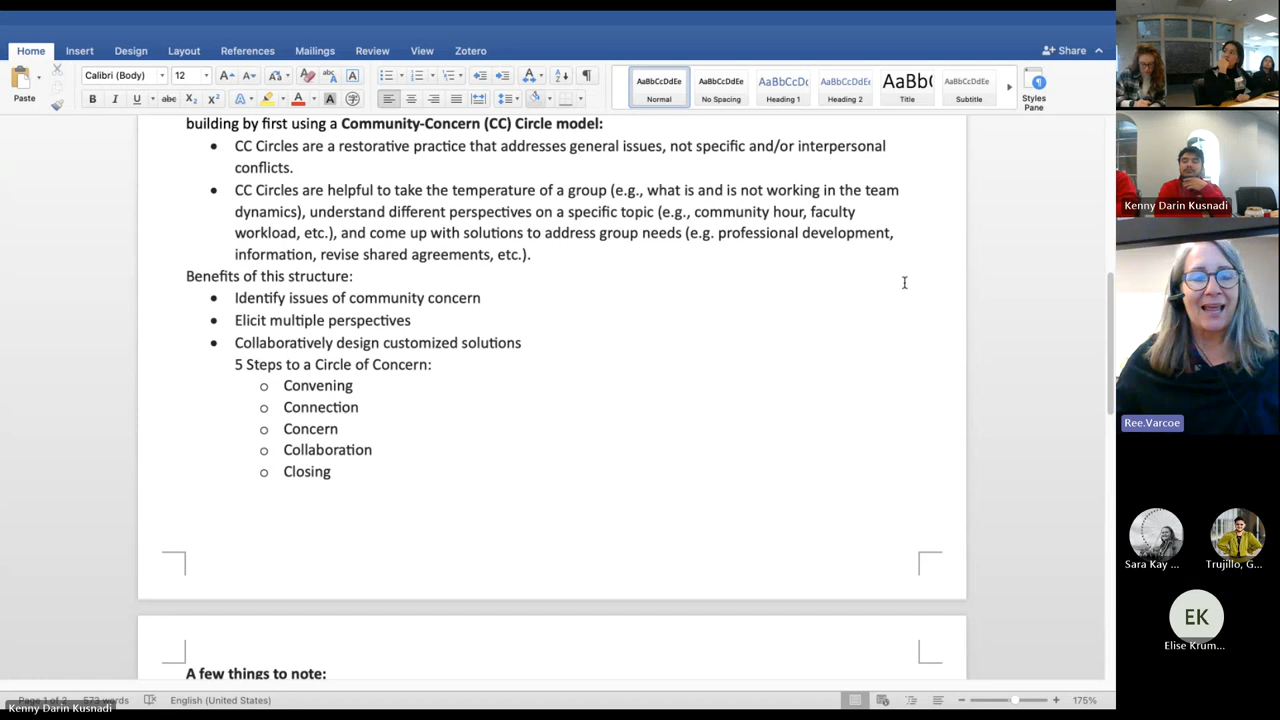 Home Insert Design Layout References Mailings Review View Zotero Share
Paste
Calibri (Body) 12
AaBbCcDdEe AaBbCcDdEe AaBbCcDc AaBbCcDdEe AaBb( AaBbCcDdEe
Normal No Spacing Heading 1 Heading 2 Title Subtitle
Styles Pane
building by first using a Community-Concern (CC) Circle model:
• CC Circles are a restorative practice that addresses general issues, not specific and/or interpersonal
conflicts.
• CC Circles are helpful to take the temperature of a group (e.g., what is and is not working in the team
dynamics), understand different perspectives on a specific topic (e.g., community hour, faculty
workload, etc.), and come up with solutions to address group needs (e.g. professional development,
information, revise shared agreements, etc.).
Benefits of this structure:
• Identify issues of community concern
• Elicit multiple perspectives
• Collaboratively design customized solutions
5 Steps to a Circle of Concern:
o Convening
o Connection
o Concern
o Collaboration
o Closing
A few things to note:
Page 1 of 2 573 words English (United States) 175%
Kenny Darin Kusnadi
Kenny Darin Kusnadi
Ree.Varcoe
Sara Kay ...
Trujillo, G...
EK
Elise Krum...